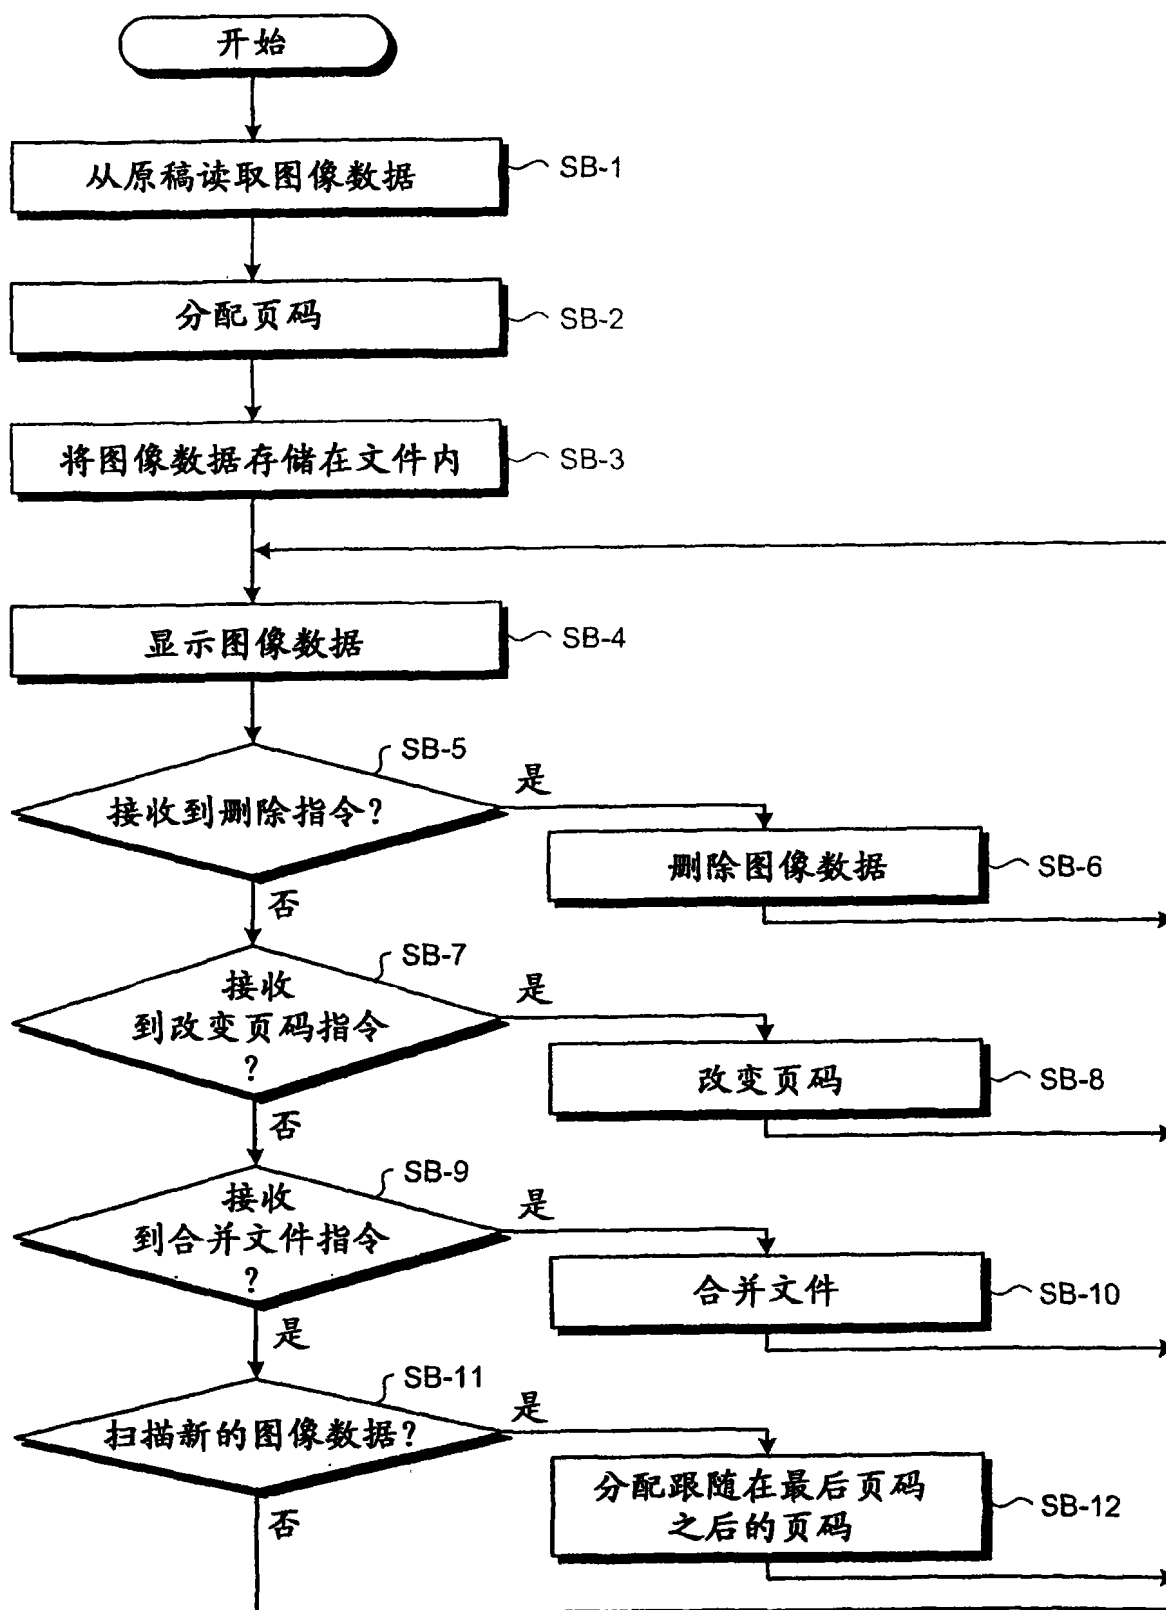 开始
从原稿读取图像数据
SB-1
分配页码
SB-2
将图像数据存储在文件内
SB-3
显示图像数据
SB-4
SB-5
接收到删除指令?
是
删除图像数据
SB-6
否
SB-7
接收
到改变页码指令
?
是
改变页码
SB-8
否
SB-9
接收
到合并文件指令
?
是
合并文件
SB-10
是
SB-11
扫描新的图像数据?
是
分配跟随在最后页码
之后的页码
SB-12
否